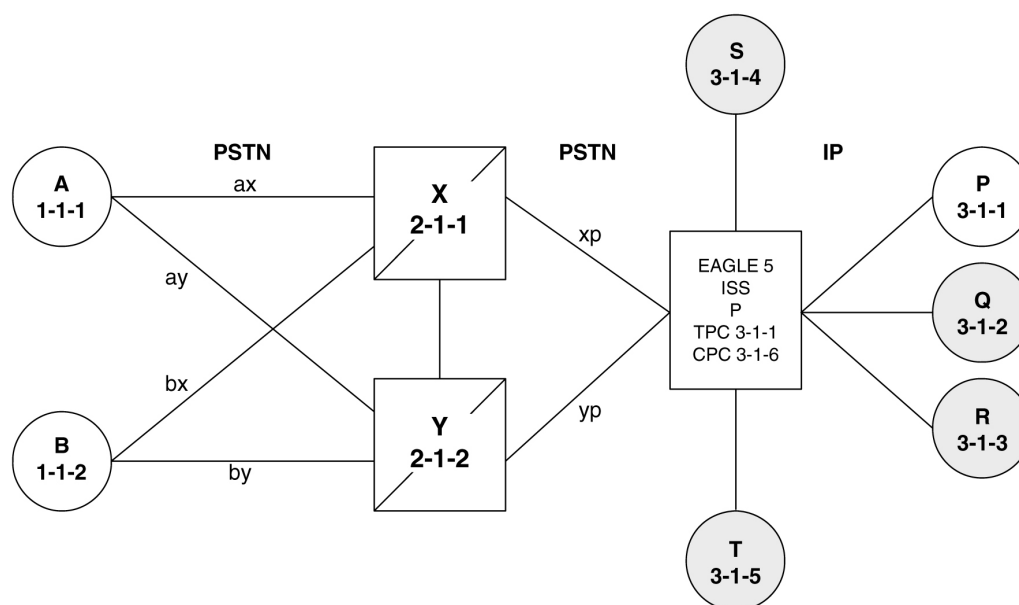 S
3-1-4
PSTN
PSTN
IP
A
1-1-1
ax
X
2-1-1
P
3-1-1
xp
ay
EAGLE 5
ISS
P
TPC 3-1-1
CPC 3-1-6
Q
3-1-2
bx
yp
B
1-1-2
by
Y
2-1-2
R
3-1-3
T
3-1-5